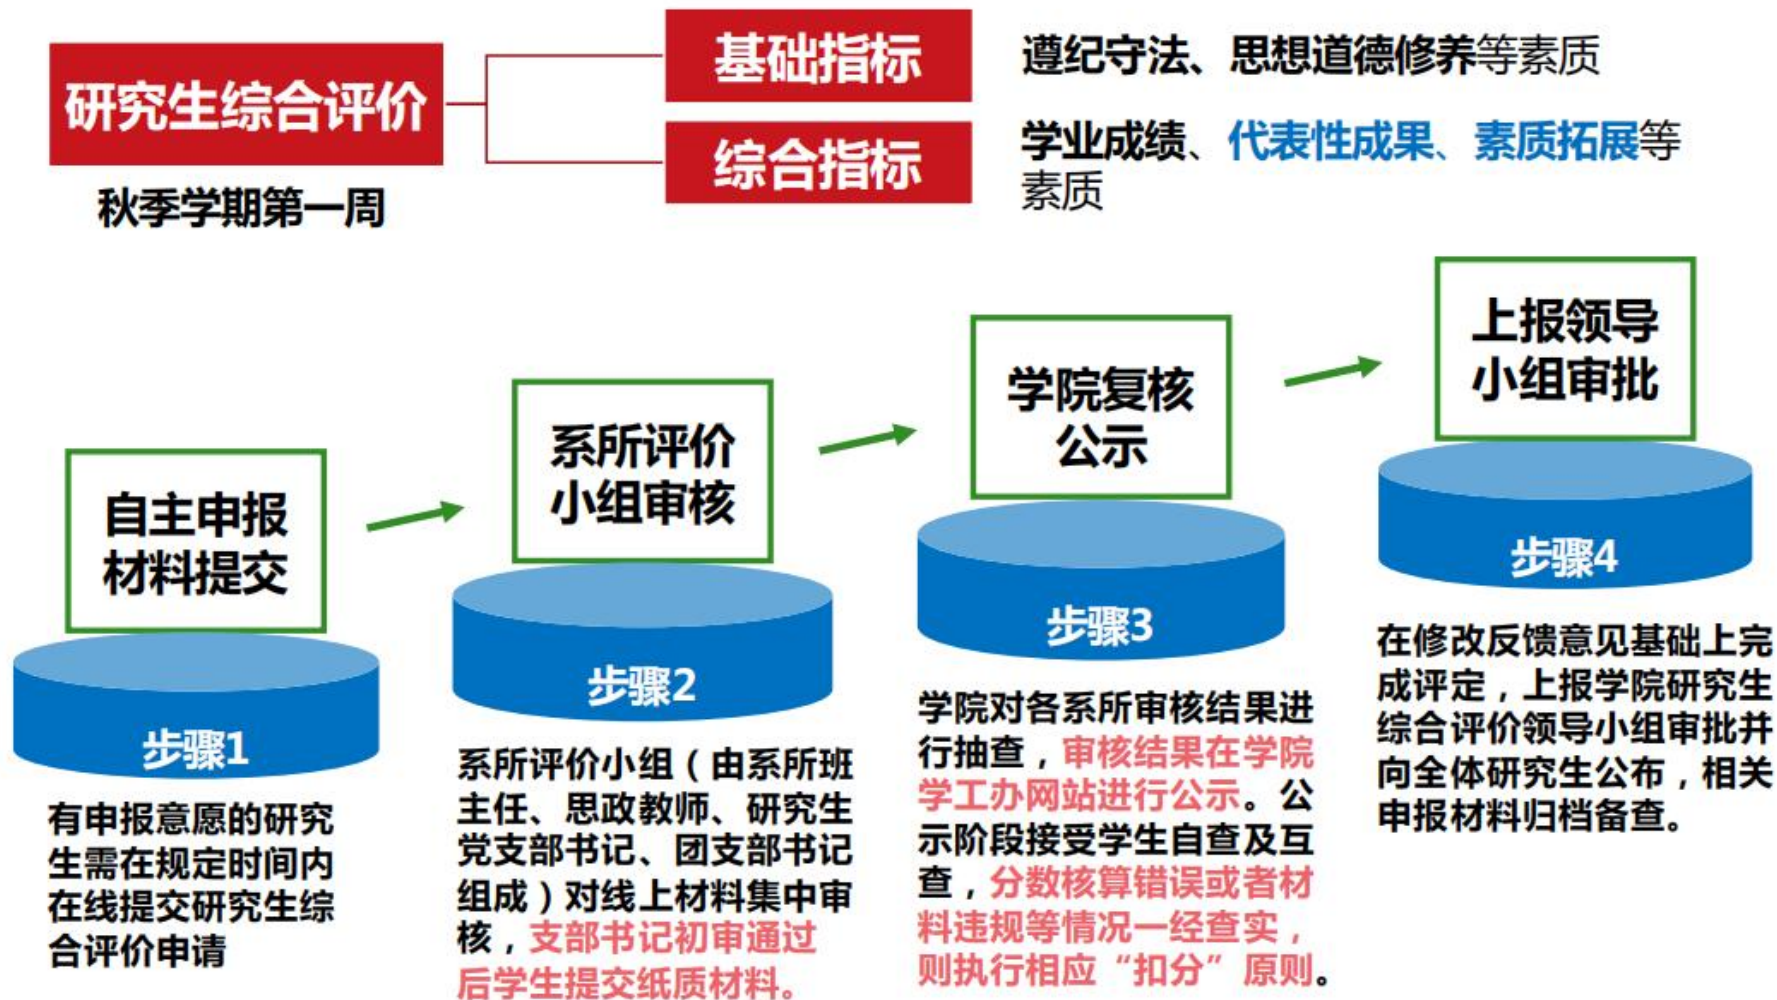 研究生综合评价
秋季学期第一周
基础指标
遵纪守法、思想道德修养等素质
综合指标
学业成绩、代表性成果、素质拓展等
素质
自主申报
材料提交
步骤1
有申报意愿的研究
生需在规定时间内
在线提交研究生综
合评价申请
系所评价
小组审核
步骤2
系所评价小组（由系所班
主任、思政教师、研究生
党支部书记、团支部书记
组成）对线上材料集中审
核，支部书记初审通过
后学生提交纸质材料。
学院复核
公示
步骤3
学院对各系所审核结果进
行抽查，审核结果在学院
学工办网站进行公示。公
示阶段接受学生自查及互
查，分数核算错误或者材
料违规等情况一经查实，
则执行相应“扣分”原则。
上报领导
小组审批
步骤4
在修改反馈意见基础上完
成评定，上报学院研究生
综合评价领导小组审批并
向全体研究生公布，相关
申报材料归档备查。